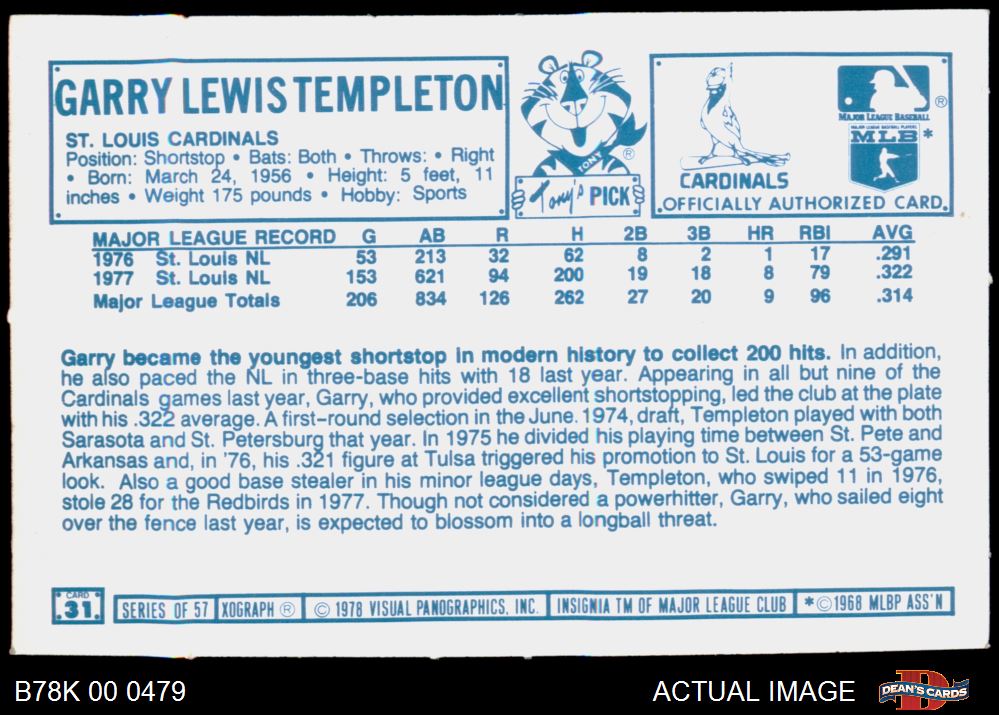 GARRY LEWIS TEMPLETON
ST. LOUIS CARDINALS
Position: Shortstop • Bats: Both • Throws: • Right
• Born: March 24, 1956 • Height: 5 feet, 11
inches • Weight 175 pounds • Hobby: Sports
TONY ®
Tony's PICK
CARDINALS
®
MAJOR LEAGUE BASEBALL
MAJOR LEAGUE BASEBALL PLAYERS
MLB*
OFFICIALLY AUTHORIZED CARD
MAJOR LEAGUE RECORD G AB R H 2B 3B HR RBI AVG
1976 St. Louis NL 53 213 32 62 8 2 1 17 .291
1977 St. Louis NL 153 621 94 200 19 18 8 79 .322
Major League Totals 206 834 126 262 27 20 9 96 .314
Garry became the youngest shortstop in modern history to collect 200 hits. In addition,
he also paced the NL in three-base hits with 18 last year. Appearing in all but nine of the
Cardinals games last year, Garry, who provided excellent shortstopping, led the club at the plate
with his .322 average. A first-round selection in the June. 1974, draft, Templeton played with both
Sarasota and St. Petersburg that year. In 1975 he divided his playing time between St. Pete and
Arkansas and, in '76, his .321 figure at Tulsa triggered his promotion to St. Louis for a 53-game
look. Also a good base stealer in his minor league days, Templeton, who swiped 11 in 1976,
stole 28 for the Redbirds in 1977. Though not considered a powerhitter, Garry, who sailed eight
over the fence last year, is expected to blossom into a longball threat.
CARD
31
SERIES OF 57 XOGRAPH ® © 1978 VISUAL PANOGRAPHICS, INC. INSIGNIA TM OF MAJOR LEAGUE CLUB *©1968 MLBP ASS'N
B78K 00 0479
ACTUAL IMAGE
DEAN'S CARDS